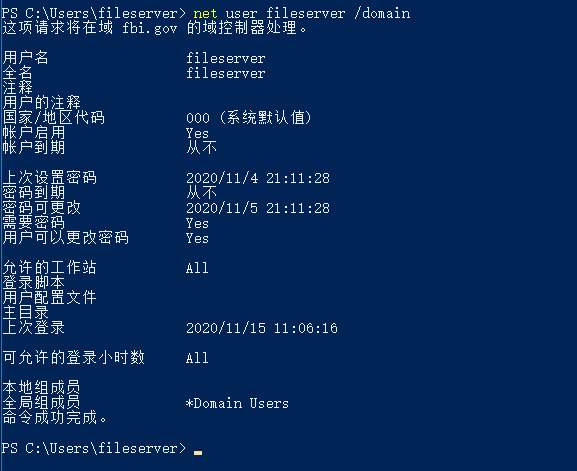 PS C:\Users\fileserver> net user fileserver /domain
这项请求将在域 fbi.gov 的域控制器处理。
用户名 fileserver
全名 fileserver
注释
用户的注释
国家/地区代码 000 (系统默认值)
帐户启用 Yes
帐户到期 从不
上次设置密码 2020/11/4 21:11:28
密码到期 从不
密码可更改 2020/11/5 21:11:28
需要密码 Yes
用户可以更改密码 Yes
允许的工作站 All
登录脚本
用户配置文件
主目录
上次登录 2020/11/15 11:06:16
可允许的登录小时数 All
本地组成员
全局组成员 *Domain Users
命令成功完成。
PS C:\Users\fileserver>